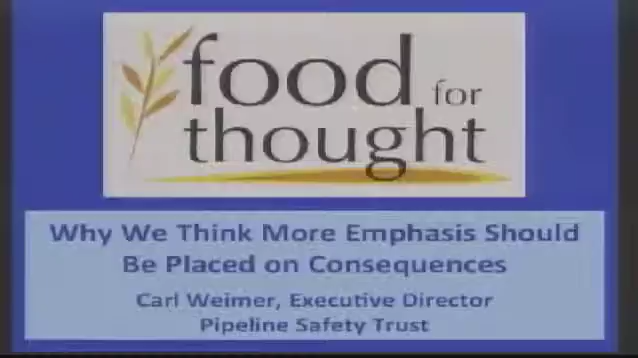 food for
thought
Why We Think More Emphasis Should
Be Placed on Consequences
Carl Weimer, Executive Director
Pipeline Safety Trust